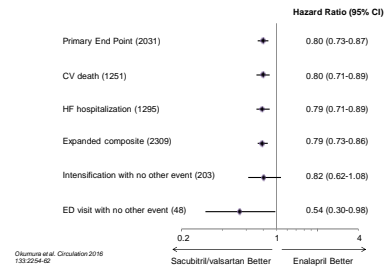 Hazard Ratio (95% CI)
Primary End Point (2031) 0.80 (0.73-0.87)
CV death (1251) 0.80 (0.71-0.89)
HF hospitalization (1295) 0.79 (0.71-0.89)
Expanded composite (2309) 0.79 (0.73-0.86)
Intensification with no other event (203) 0.82 (0.62-1.08)
ED visit with no other event (48) 0.54 (0.30-0.98)
0.2 1 4
Sacubitril/valsartan Better Enalapril Better
Okumura et al. Circulation 2016
133:2254-62